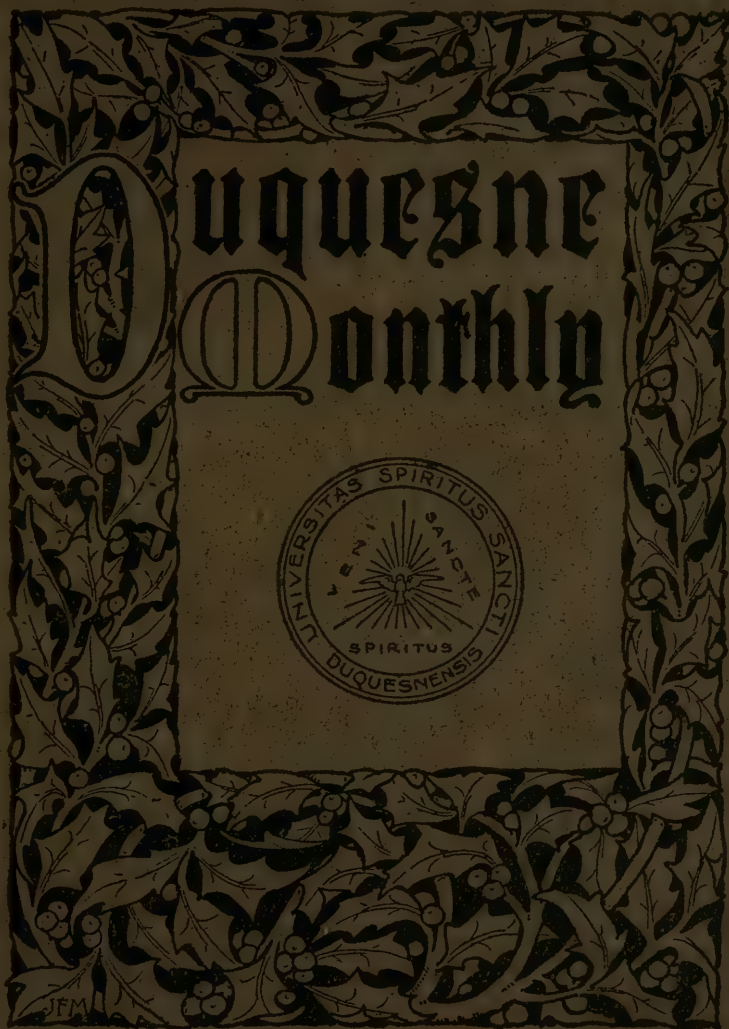 Duquesne
Monthly
UNIVERSITAS SPIRITUS SANCTI
DUQUESNENSIS
VENI SANCTE
SPIRITUS
JFM